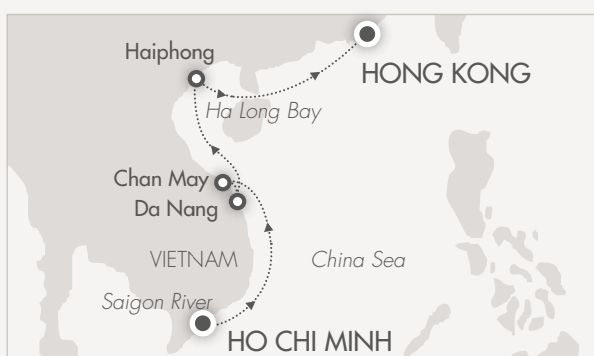 Haiphong
HONG KONG
Ha Long Bay
Chan May
Da Nang
VIETNAM
China Sea
Saigon River
HO CHI MINH